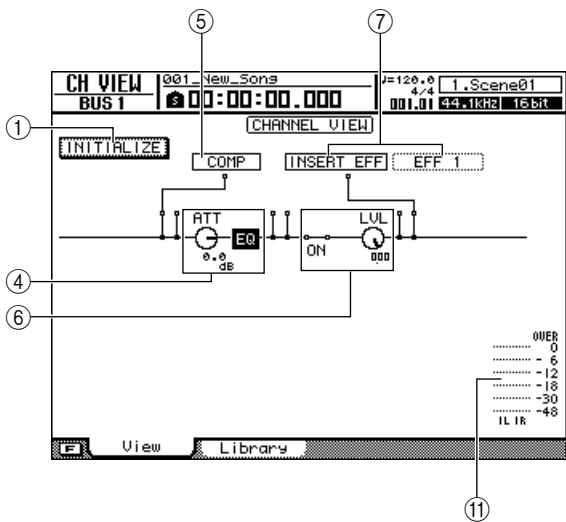 ⑤ ⑦
CH VIEW
BUS 1
001_New_Song
S 00:00:00.000
♩=120.0
4/4
001.01
1.Scene01
44.1kHz 16bit
CHANNEL VIEW
①
INITIALIZE
COMP INSERT EFF EFF 1
ATT
EQ
0.0
dB
LVL
ON
000
④
⑥
OVER
0
- 6
-12
-18
-30
-48
1L 1R
F View Library
⑪